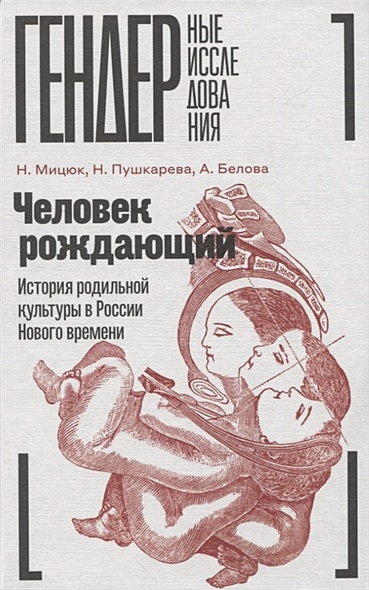 ГЕНДЕР
НЫЕ
ИССЛЕ
ДОВА
НИЯ
Н. Мицюк, Н. Пушкарева, А. Белова
Человек
рождающий
История родильной
культуры в России
Нового времени